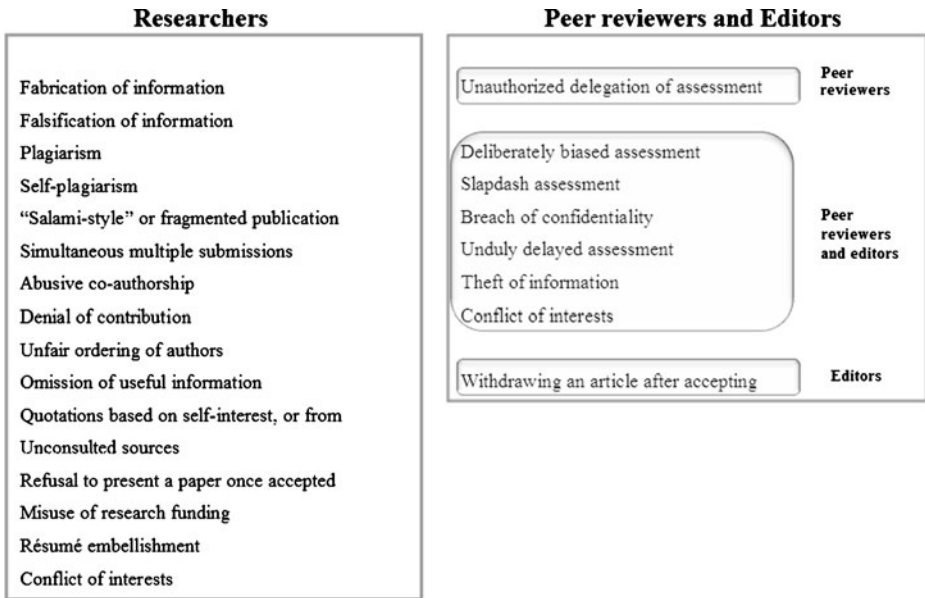 Researchers
Fabrication of information
Falsification of information
Plagiarism
Self-plagiarism
“Salami-style” or fragmented publication
Simultaneous multiple submissions
Abusive co-authorship
Denial of contribution
Unfair ordering of authors
Omission of useful information
Quotations based on self-interest, or from
Unconsulted sources
Refusal to present a paper once accepted
Misuse of research funding
Résumé embellishment
Conflict of interests
Peer reviewers and Editors
Unauthorized delegation of assessment
Peer
reviewers
Deliberately biased assessment
Slapdash assessment
Breach of confidentiality
Unduly delayed assessment
Theft of information
Conflict of interests
Peer
reviewers
and editors
Withdrawing an article after accepting
Editors